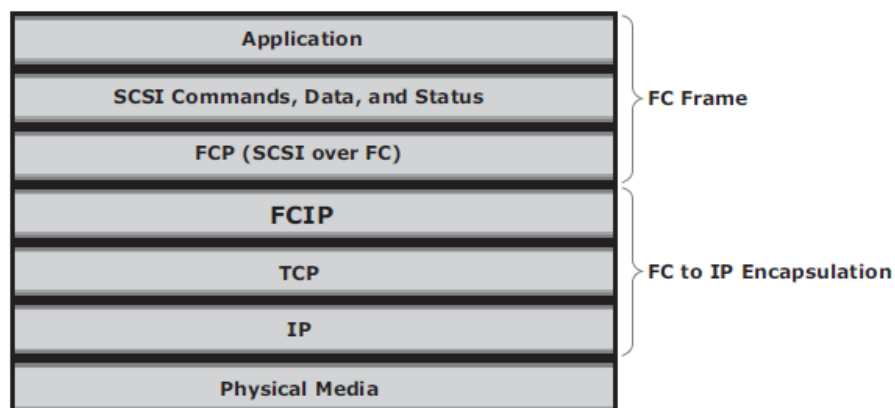 Application
SCSI Commands, Data, and Status
FC Frame
FCP (SCSI over FC)
FCIP
TCP
FC to IP Encapsulation
IP
Physical Media